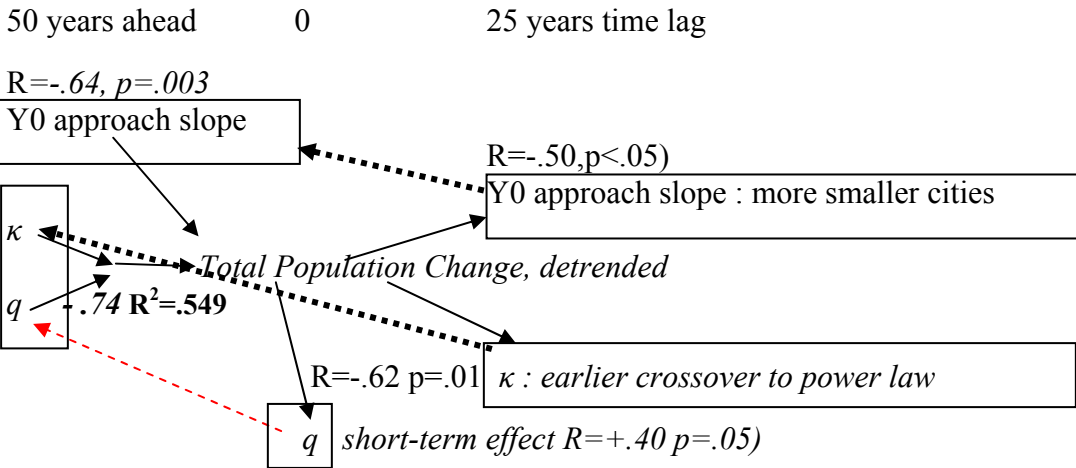 50 years ahead 0 25 years time lag
R=-.64, p=.003
Y0 approach slope
R=-.50,p<.05)
Y0 approach slope : more smaller cities
κ
Total Population Change, detrended
q -.74 R²=.549
R=-.62 p=.01 κ : earlier crossover to power law
q short-term effect R=+.40 p=.05)